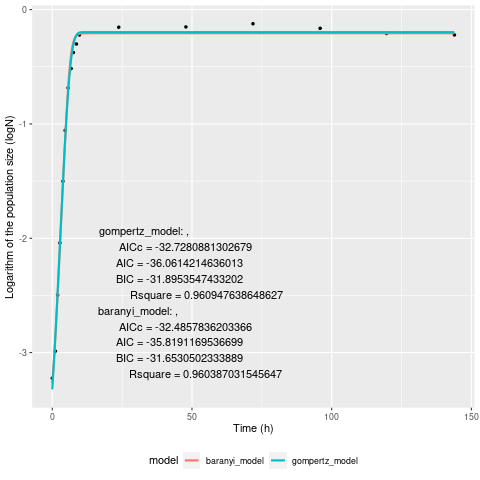 0
-1
-2
-3
Logarithm of the population size (logN)
gompertz_model: ,
AICc = -32.7280881302679
AIC = -36.0614214636013
BIC = -31.8953547433202
Rsquare = 0.960947638648627
baranyi_model: ,
AICc = -32.4857836203366
AIC = -35.8191169536699
BIC = -31.6530502333889
Rsquare = 0.960387031545647
0 50 100 150
Time (h)
model baranyi_model gompertz_model